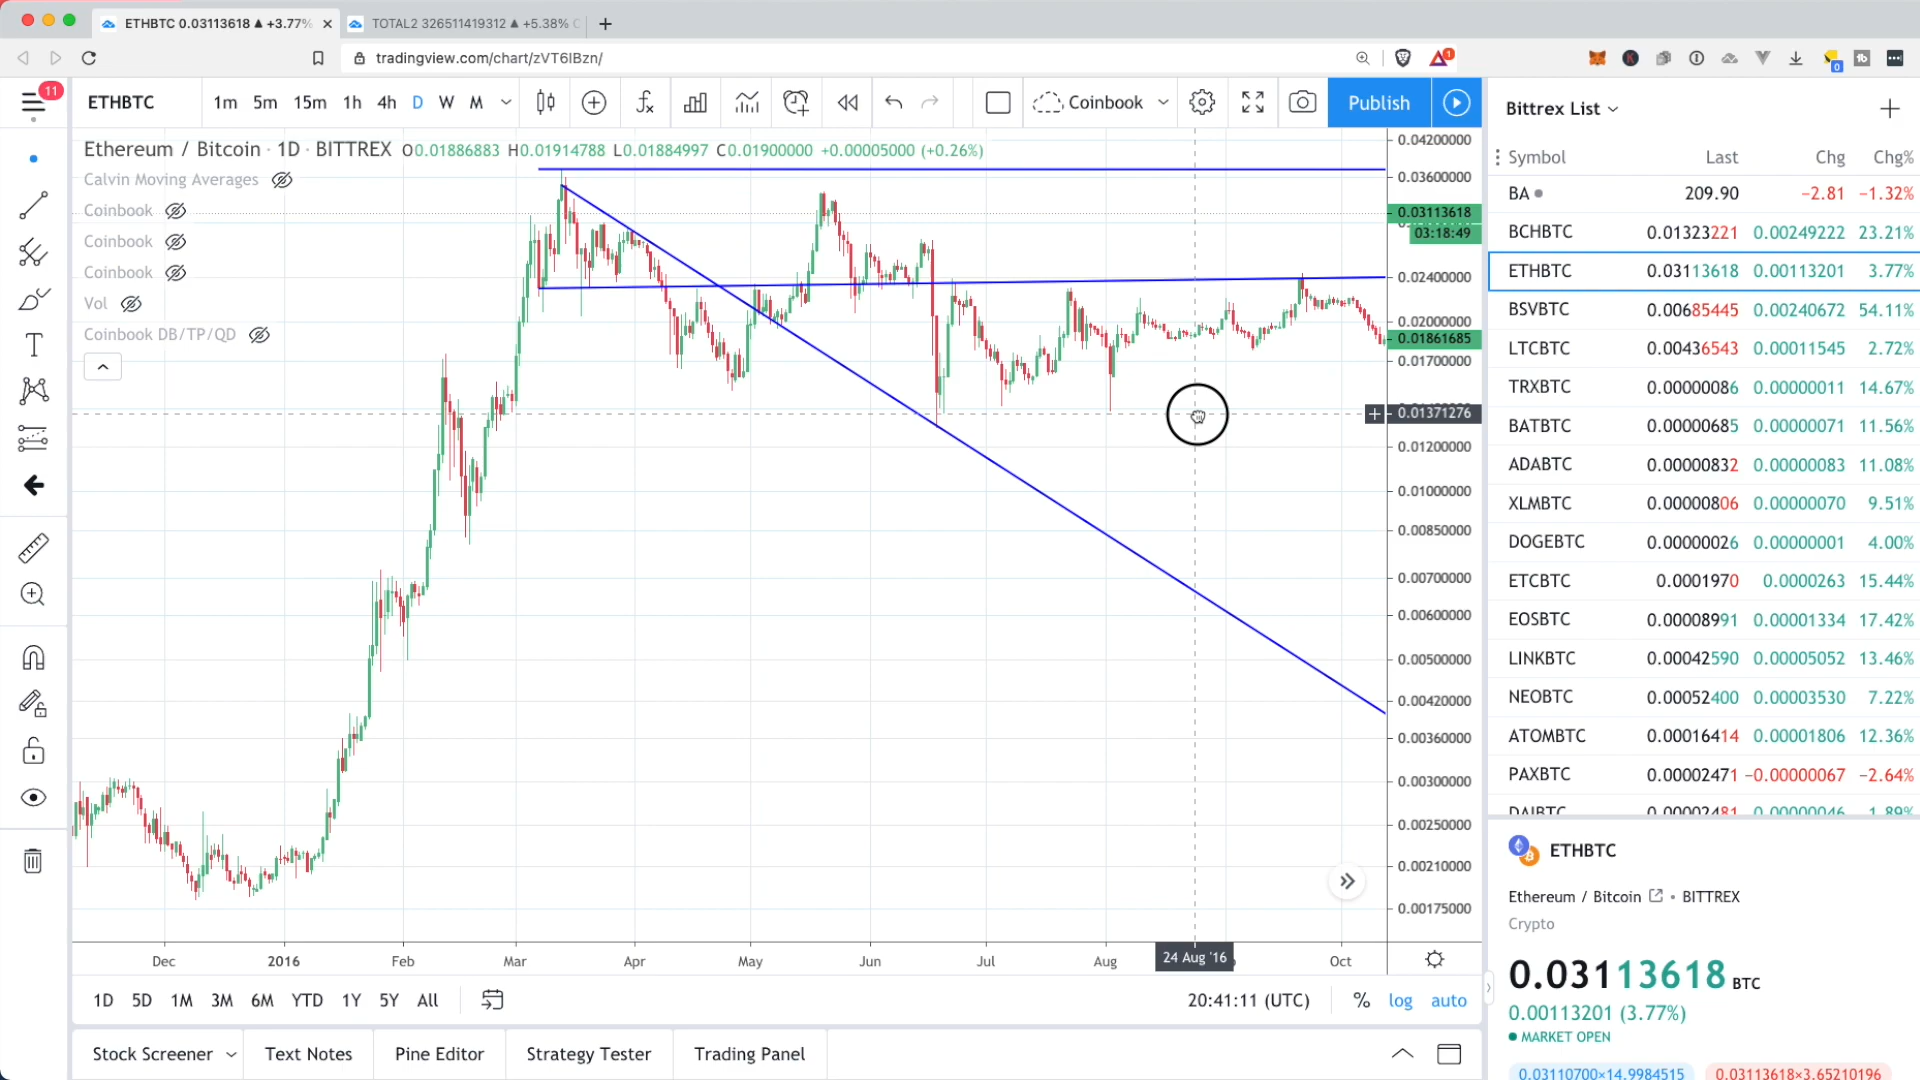 ETHBTC 0.03113618 ▲ +3.77%
TOTAL2 326511419312 ▲ +5.38%
tradingview.com/chart/zVT6IBzn/
11
ETHBTC
1m 5m 15m 1h 4h D W M
Coinbook
Publish
Ethereum / Bitcoin · 1D · BITTREX O0.01886883 H0.01914788 L0.01884997 C0.01900000 +0.00005000 (+0.26%)
Calvin Moving Averages
Coinbook
Coinbook
Coinbook
Vol
Coinbook DB/TP/QD
0.04200000
0.03600000
0.03113618
03:18:49
0.02400000
0.02000000
0.01861685
0.01700000
0.01371276
0.01200000
0.01000000
0.00850000
0.00700000
0.00600000
0.00500000
0.00420000
0.00360000
0.00300000
0.00250000
0.00210000
0.00175000
Dec 2016 Feb Mar Apr May Jun Jul Aug 24 Aug '16 Oct
1D 5D 1M 3M 6M YTD 1Y 5Y All
20:41:11 (UTC) % log auto
Stock Screener Text Notes Pine Editor Strategy Tester Trading Panel
Bittrex List
Symbol Last Chg Chg%
BA 209.90 −2.81 −1.32%
BCHBTC 0.01323221 0.00249222 23.21%
ETHBTC 0.03113618 0.00113201 3.77%
BSVBTC 0.00685445 0.00240672 54.11%
LTCBTC 0.00436543 0.00011545 2.72%
TRXBTC 0.00000086 0.00000011 14.67%
BATBTC 0.00000685 0.00000071 11.56%
ADABTC 0.00000832 0.00000083 11.08%
XLMBTC 0.00000806 0.00000070 9.51%
DOGEBTC 0.00000026 0.00000001 4.00%
ETCBTC 0.0001970 0.0000263 15.44%
EOSBTC 0.00008991 0.00001334 17.42%
LINKBTC 0.00042590 0.00005052 13.46%
NEOBTC 0.00052400 0.00003530 7.22%
ATOMBTC 0.00016414 0.00001806 12.36%
PAXBTC 0.00002471 −0.00000067 −2.64%
DAIBTC 0.00002481 0.00000046 1.89%
ETHBTC
Ethereum / Bitcoin • BITTREX
Crypto
0.03113618 BTC
0.00113201 (3.77%)
MARKET OPEN
0.03110700×14.9984515 0.03113618×3.65210196